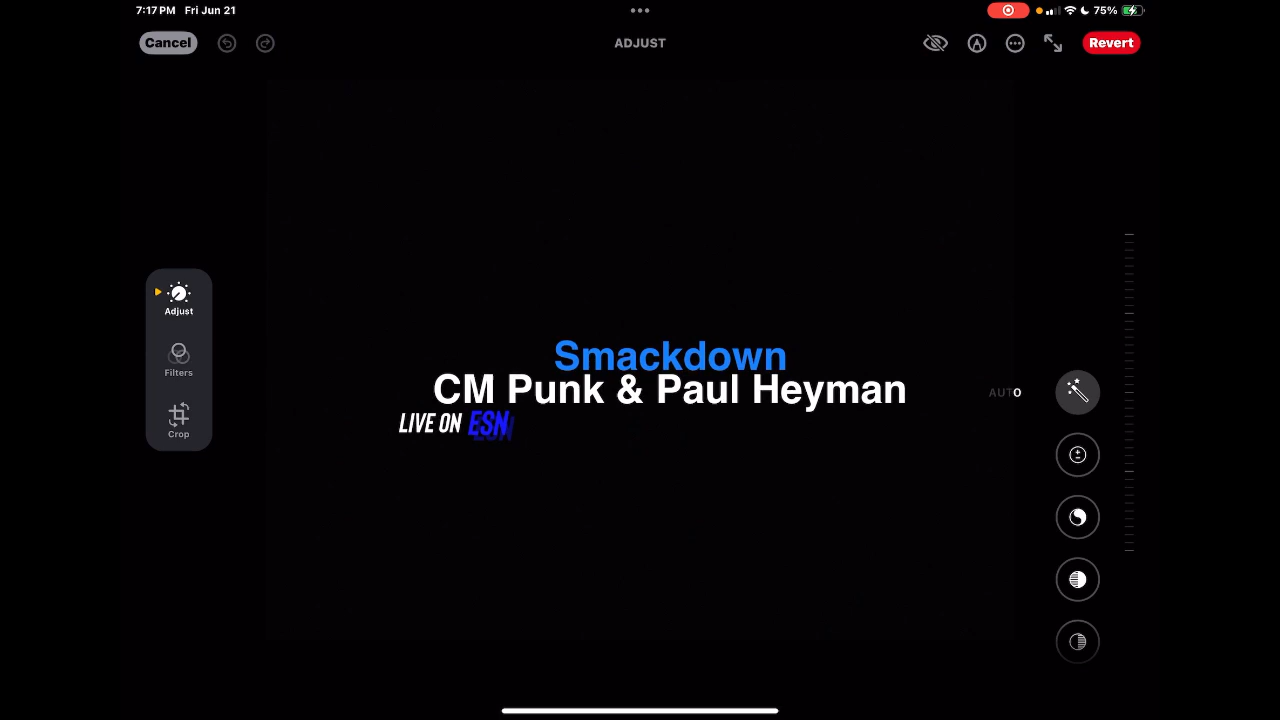 7:17 PM Fri Jun 21
75%
Cancel
ADJUST
Revert
Adjust
Filters
Crop
Smackdown
CM Punk & Paul Heyman
LIVE ON ESN
AUTO
0